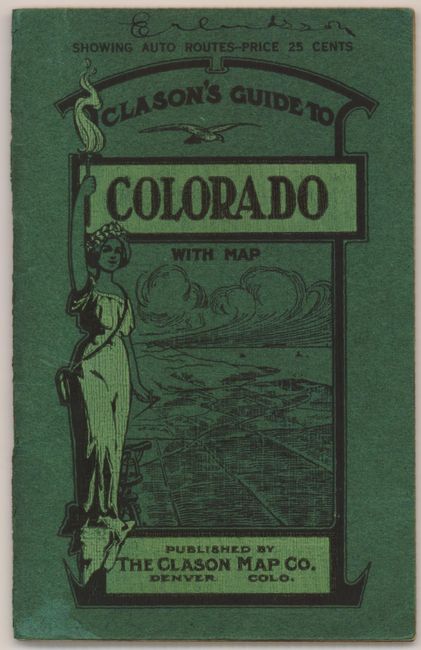 SHOWING AUTO ROUTES-PRICE 25 CENTS
CLASON'S GUIDE TO
COLORADO
WITH MAP
PUBLISHED BY
THE CLASON MAP CO.
DENVER COLO.